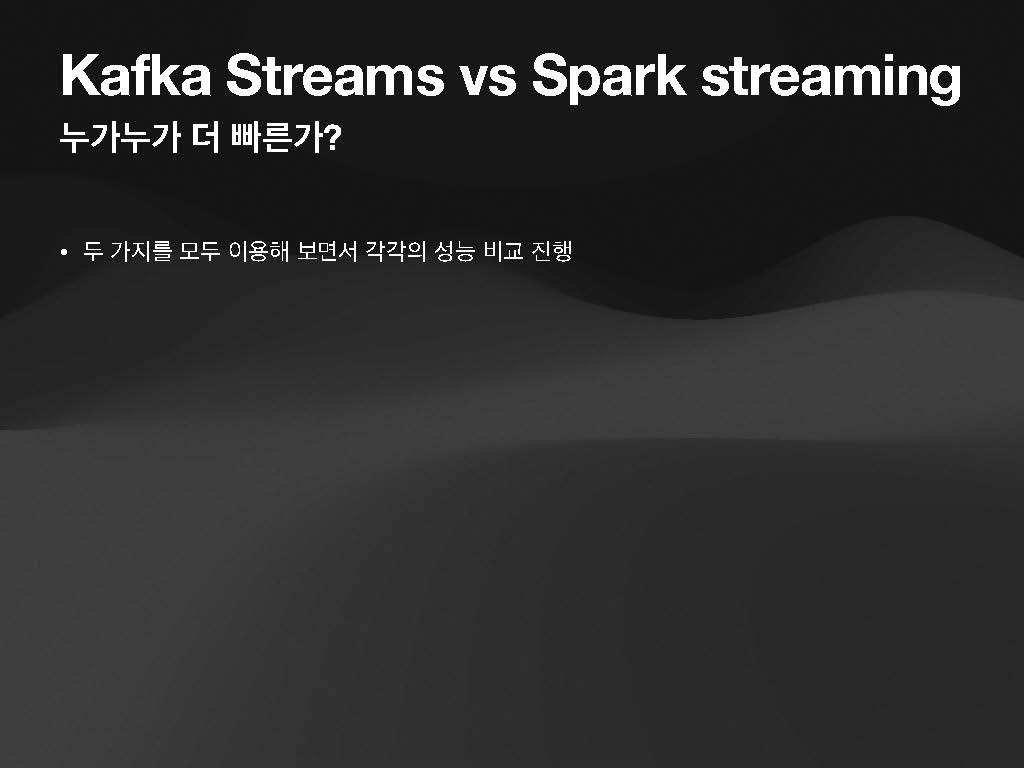 Kafka Streams vs Spark streaming
누가누가 더 빠른가?
• 두 가지를 모두 이용해 보면서 각각의 성능 비교 진행